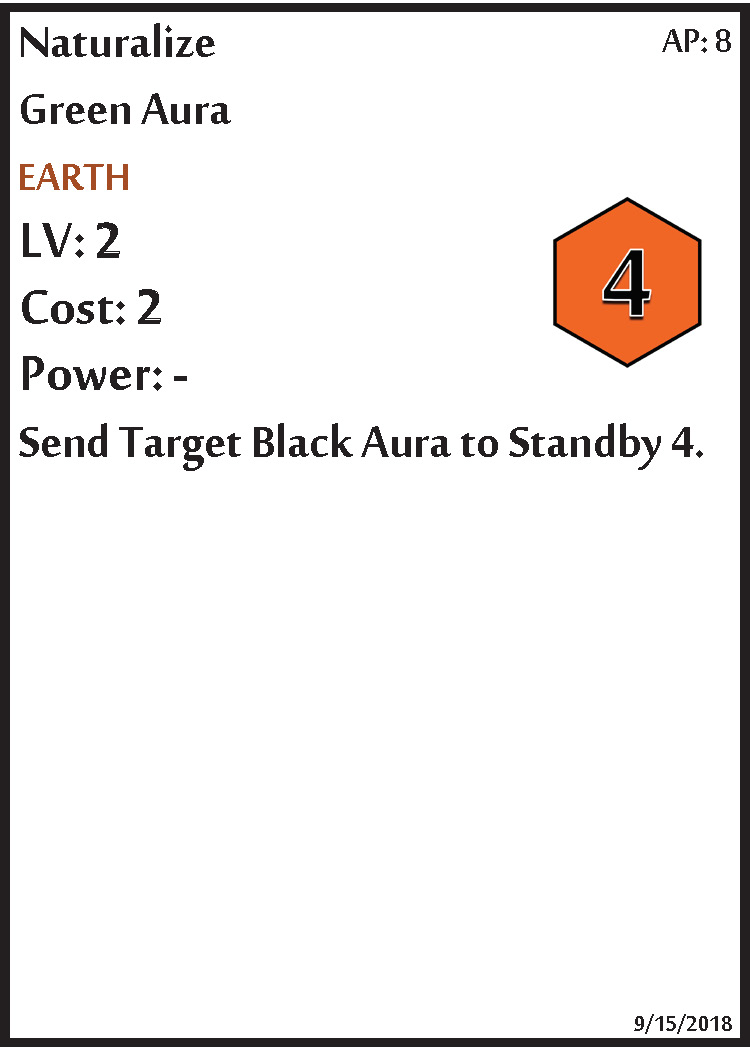 Naturalize
AP: 8
Green Aura
EARTH
LV: 2
Cost: 2
4
Power: -
Send Target Black Aura to Standby 4.
9/15/2018